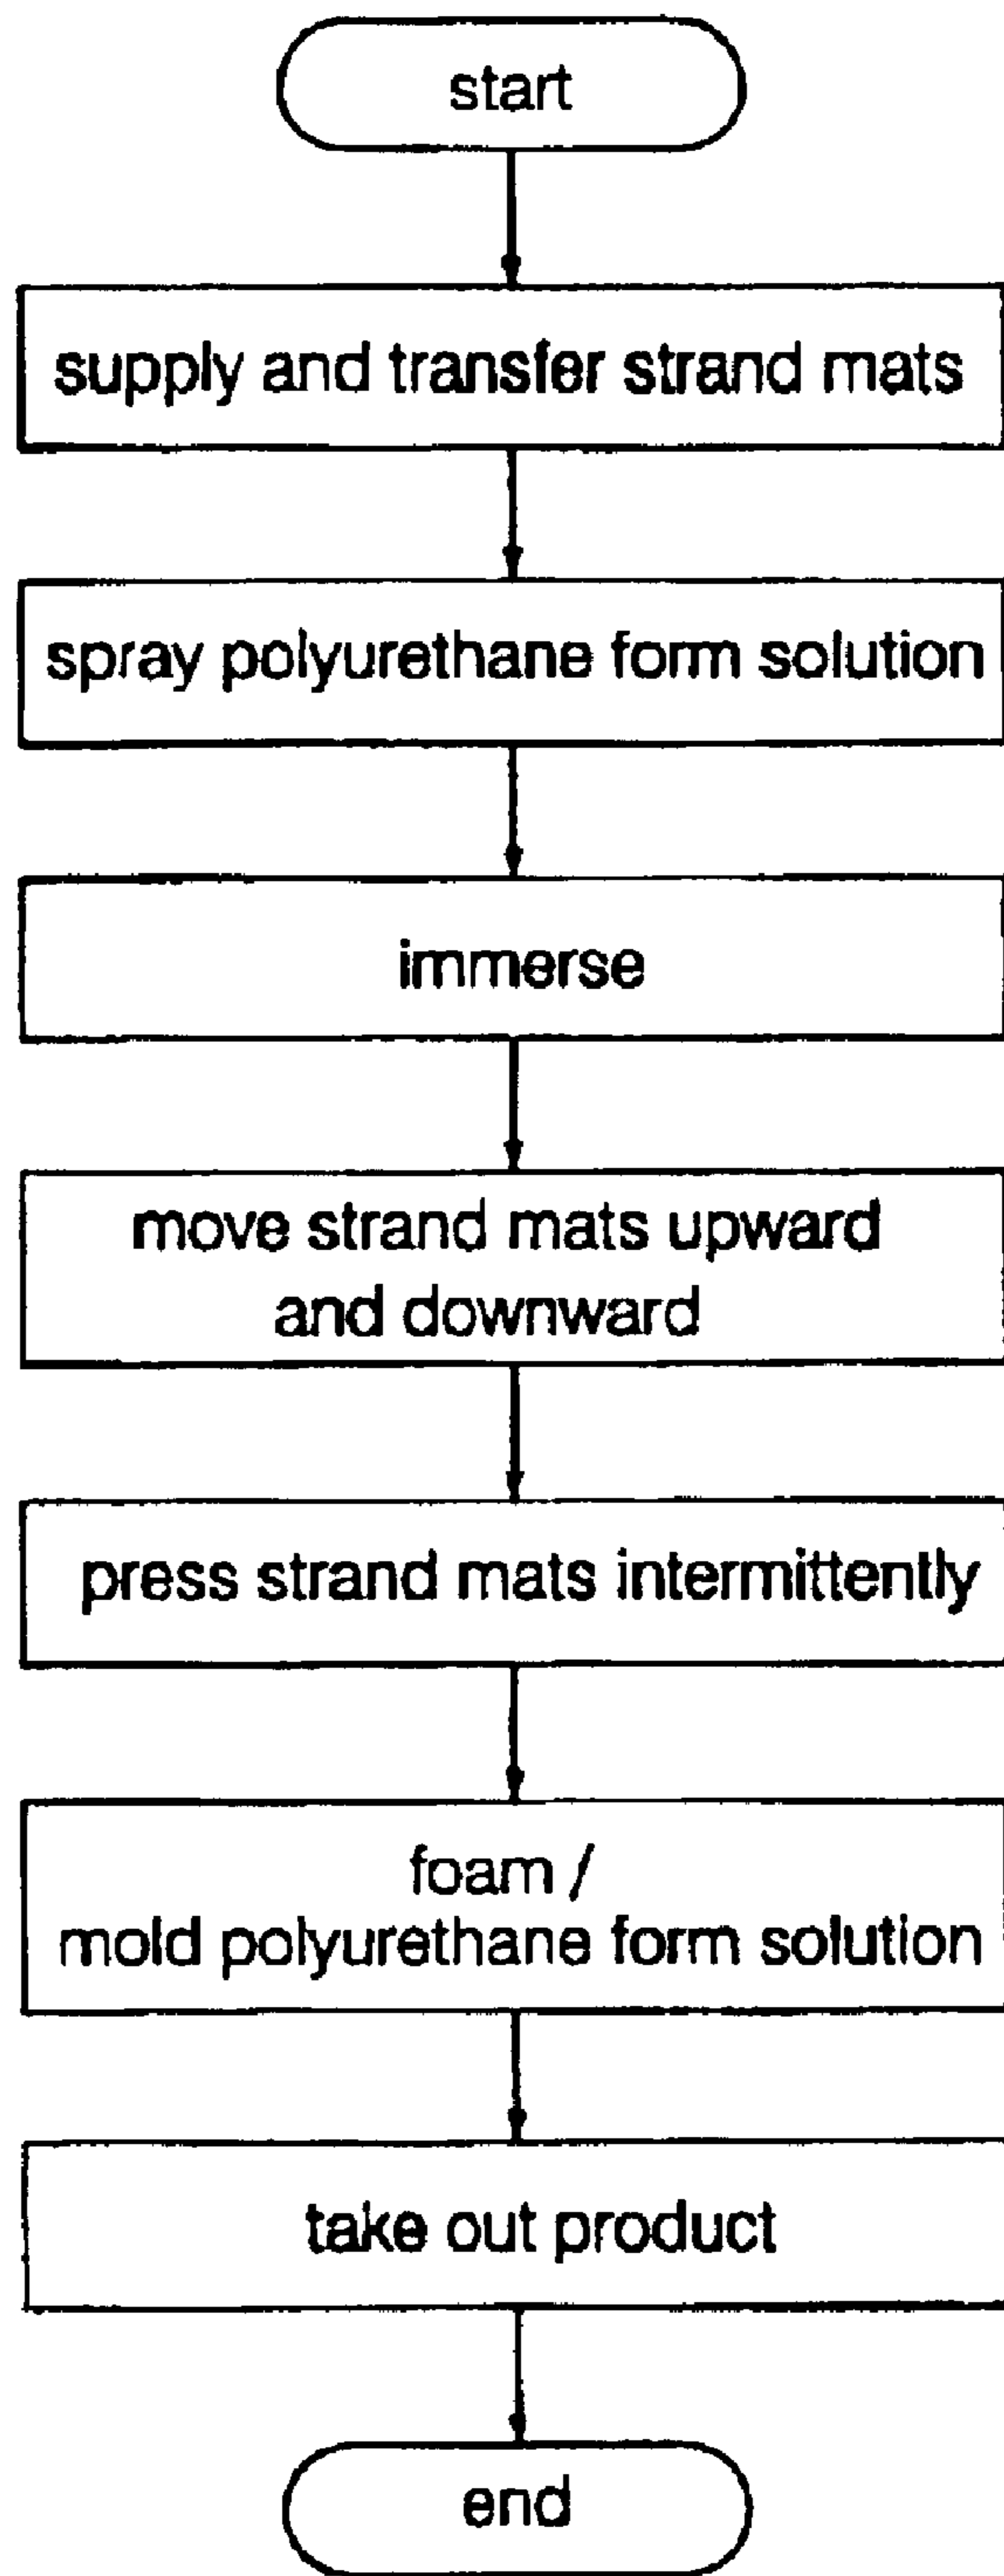 start
supply and transfer strand mats
spray polyurethane form solution
immerse
move strand mats upward
and downward
press strand mats intermittently
foam /
mold polyurethane form solution
take out product
end